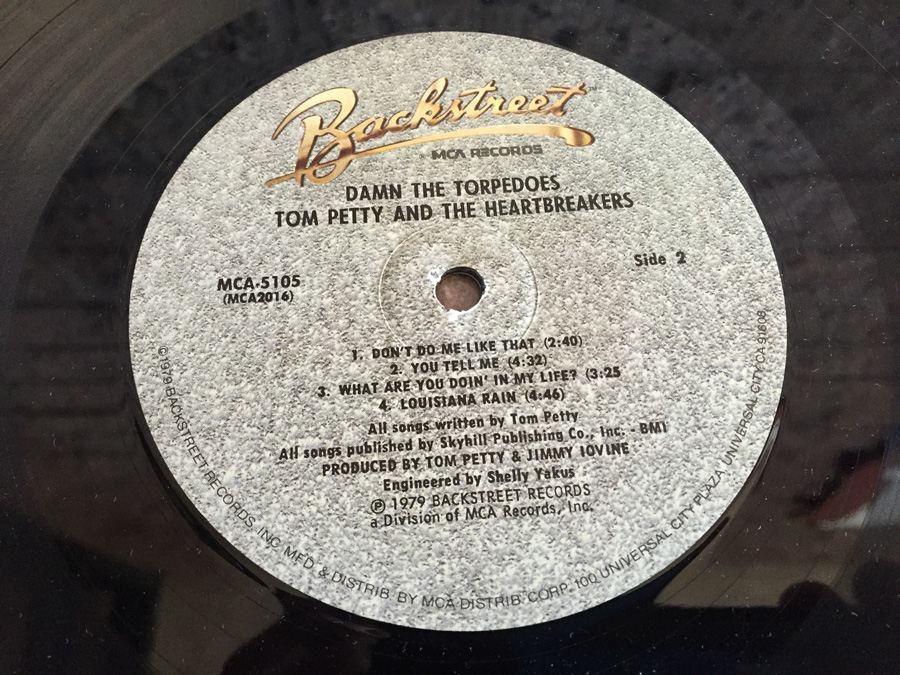 Backstreet
MCA RECORDS
DAMN THE TORPEDOES
TOM PETTY AND THE HEARTBREAKERS
MCA-5105
(MCA2016)
Side 2
1. DON'T DO ME LIKE THAT (2:40)
2. YOU TELL ME (4:32)
3. WHAT ARE YOU DOIN' IN MY LIFE? (3:25
4. LOUISIANA RAIN (4:46)
All songs written by Tom Petty
All songs published by Skyhill Publishing Co., Inc. - BMI
PRODUCED BY TOM PETTY & JIMMY IOVINE
Engineered by Shelly Yakus
℗ 1979 BACKSTREET RECORDS
a Division of MCA Records, Inc.
©1979 BACKSTREET RECORDS, INC MFD. & DISTRIB. BY MCA DISTRIB. CORP. 100 UNIVERSAL CITY PLAZA, UNIVERSAL CITY, CA. 91608